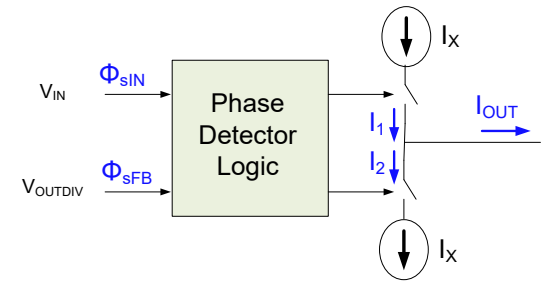 I_X
Φ_sIN
V_IN
Phase
Detector
Logic
I_1
I_OUT
I_2
Φ_sFB
V_OUTDIV
I_X